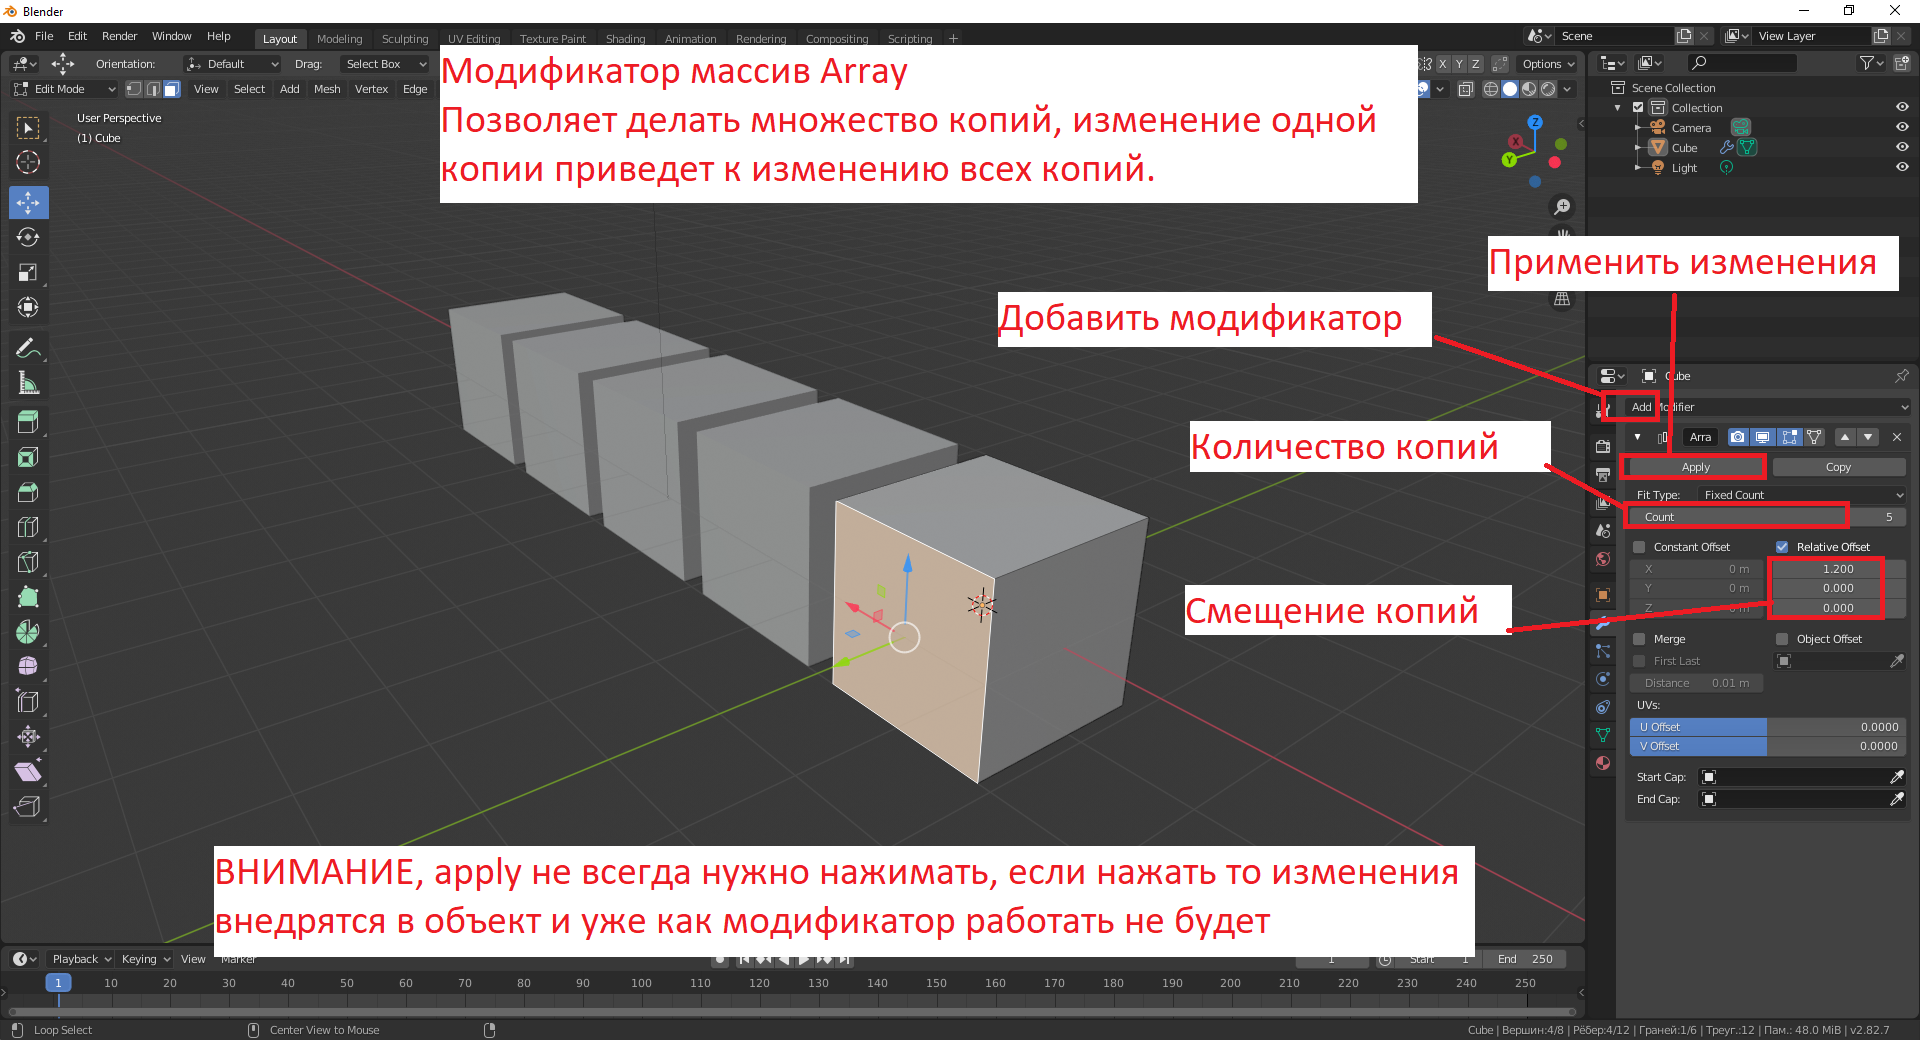 Blender
File Edit Render Window Help Layout Modeling Sculpting UV Editing Texture Paint Shading Animation Rendering Compositing Scripting + Scene View Layer
Orientation: Default Drag: Select Box X Y Z Options
Edit Mode View Select Add Mesh Vertex Edge
User Perspective
(1) Cube
Модификатор массив Array
Позволяет делать множество копий, изменение одной
копии приведет к изменению всех копий.
Z
X
Y
Scene Collection
Collection
Camera
Cube
Light
Применить изменения
Добавить модификатор
Количество копий
Смещение копий
Cube
Add Modifier
Arra
Apply Copy
Fit Type: Fixed Count
Count 5
Constant Offset Relative Offset
X 0 m 1.200
Y 0 m 0.000
Z 0 m 0.000
Merge Object Offset
First Last
Distance 0.01 m
UVs:
U Offset 0.0000
V Offset 0.0000
Start Cap:
End Cap:
ВНИМАНИЕ, apply не всегда нужно нажимать, если нажать то изменения
внедрятся в объект и уже как модификатор работать не будет
Playback Keying View Marker 1 Start 1 End 250
1 10 20 30 40 50 60 70 80 90 100 110 120 130 140 150 160 170 180 190 200 210 220 230 240 250
Loop Select Center View to Mouse Cube | Вершин:4/8 | Рёбер:4/12 | Граней:1/6 | Треуг.:12 | Пам.: 48.0 MiB | v2.82.7